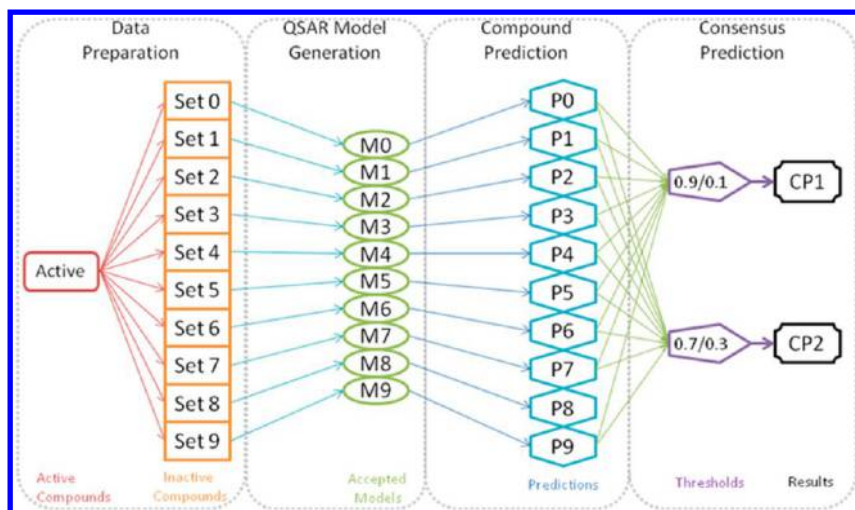 Data
Preparation
QSAR Model
Generation
Compound
Prediction
Consensus
Prediction
Active
Set 0
Set 1
Set 2
Set 3
Set 4
Set 5
Set 6
Set 7
Set 8
Set 9
M0
M1
M2
M3
M4
M5
M6
M7
M8
M9
P0
P1
P2
P3
P4
P5
P6
P7
P8
P9
0.9/0.1
0.7/0.3
CP1
CP2
Active
Compounds
Inactive
Compounds
Accepted
Models
Predictions
Thresholds
Results